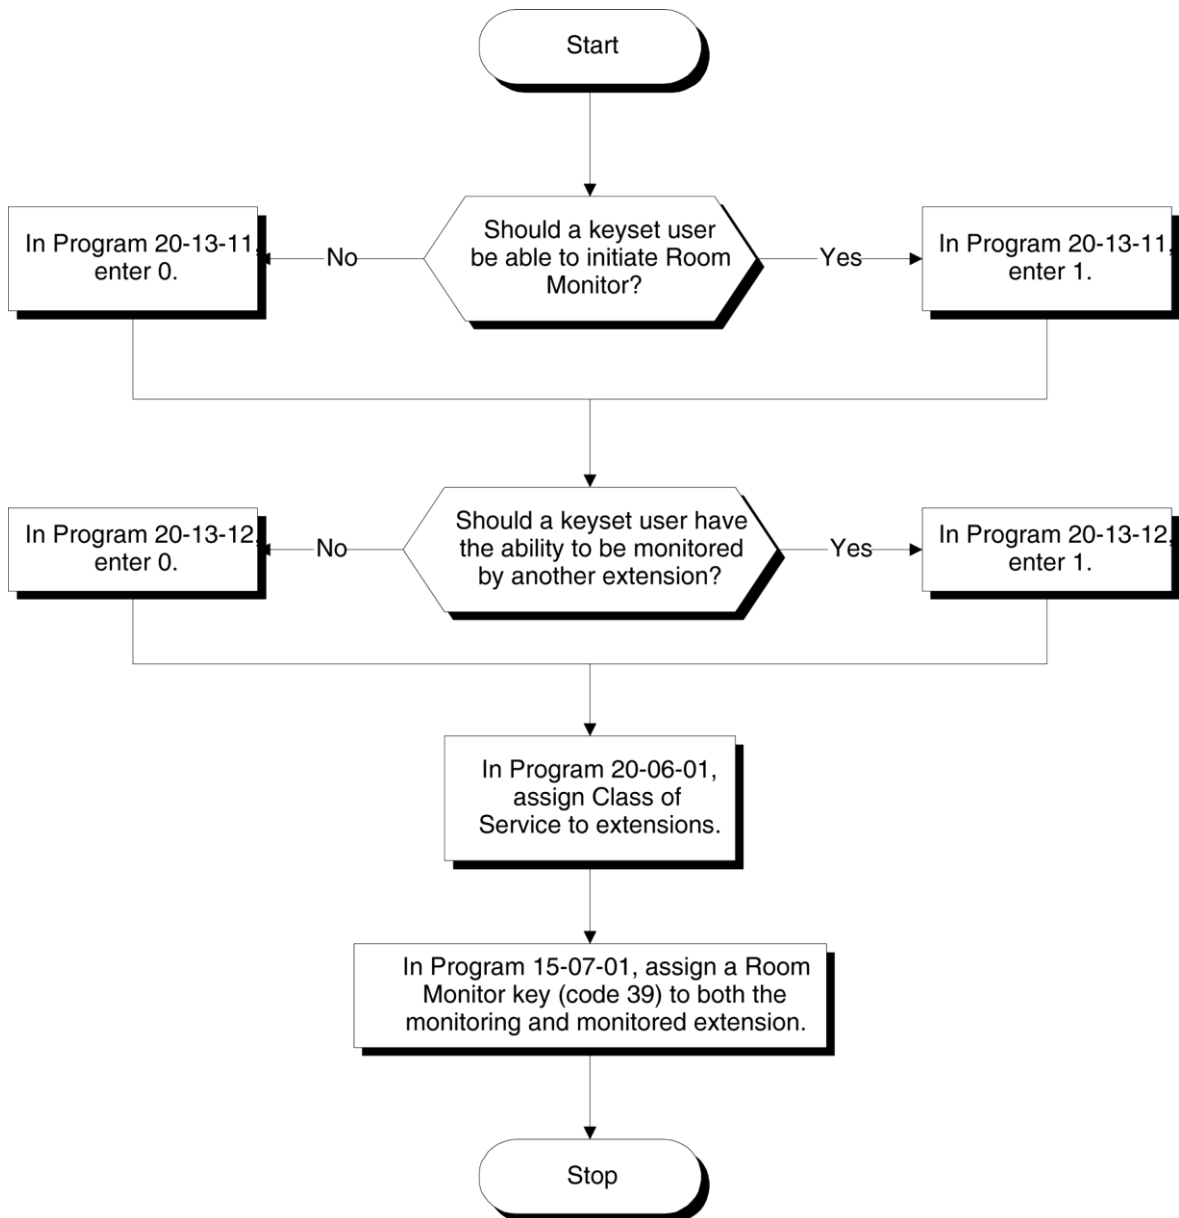 Start
Should a keyset user
be able to initiate Room
Monitor?
No
Yes
In Program 20-13-11,
enter 0.
In Program 20-13-11,
enter 1.
Should a keyset user have
the ability to be monitored
by another extension?
No
Yes
In Program 20-13-12,
enter 0.
In Program 20-13-12,
enter 1.
In Program 20-06-01,
assign Class of
Service to extensions.
In Program 15-07-01, assign a Room
Monitor key (code 39) to both the
monitoring and monitored extension.
Stop